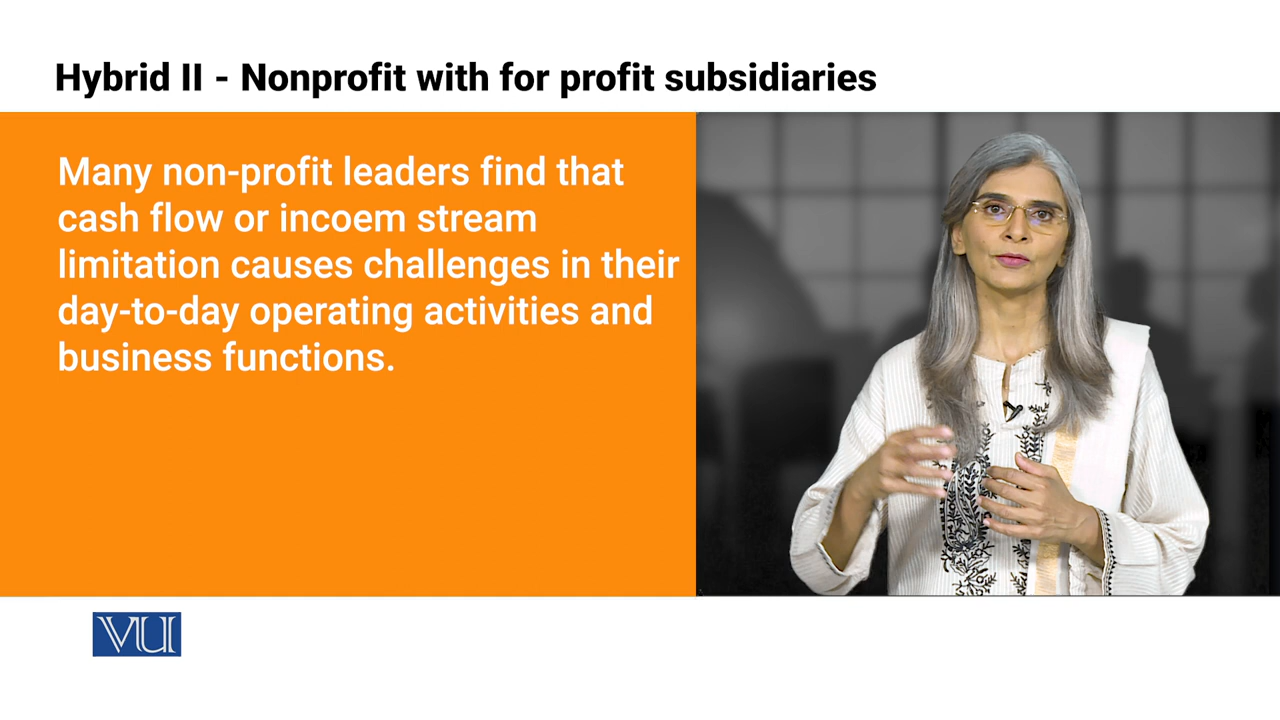 Hybrid II - Nonprofit with for profit subsidiaries
Many non-profit leaders find that
cash flow or incoem stream
limitation causes challenges in their
day-to-day operating activities and
business functions.
VU